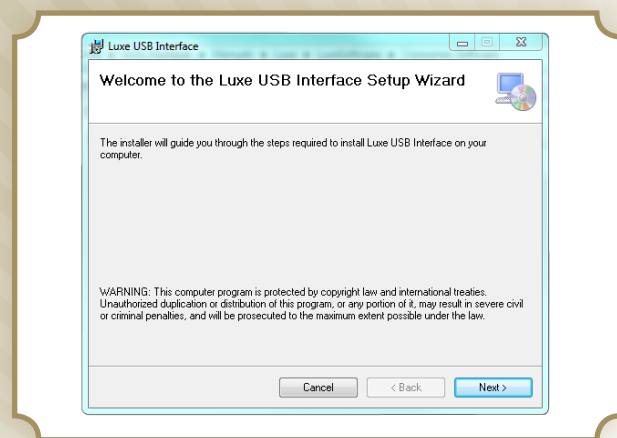 Luxe USB Interface
Welcome to the Luxe USB Interface Setup Wizard
The installer will guide you through the steps required to install Luxe USB Interface on your
computer.
WARNING: This computer program is protected by copyright law and international treaties.
Unauthorized duplication or distribution of this program, or any portion of it, may result in severe civil
or criminal penalties, and will be prosecuted to the maximum extent possible under the law.
Cancel < Back Next >